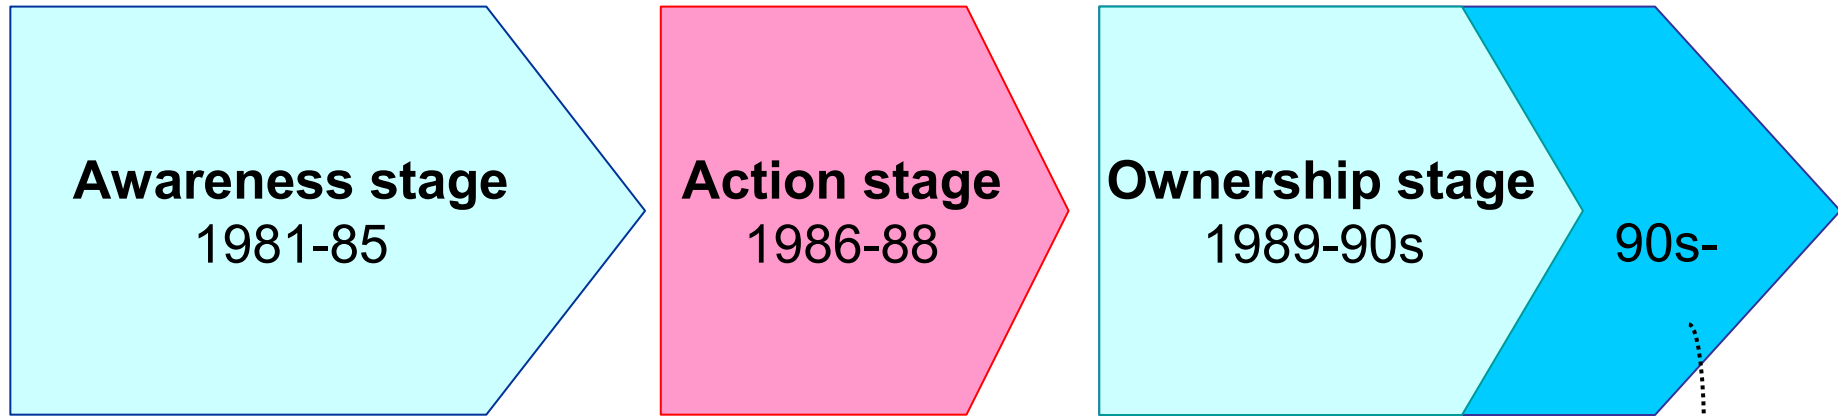 Awareness stage
1981-85
Action stage
1986-88
Ownership stage
1989-90s
90s-